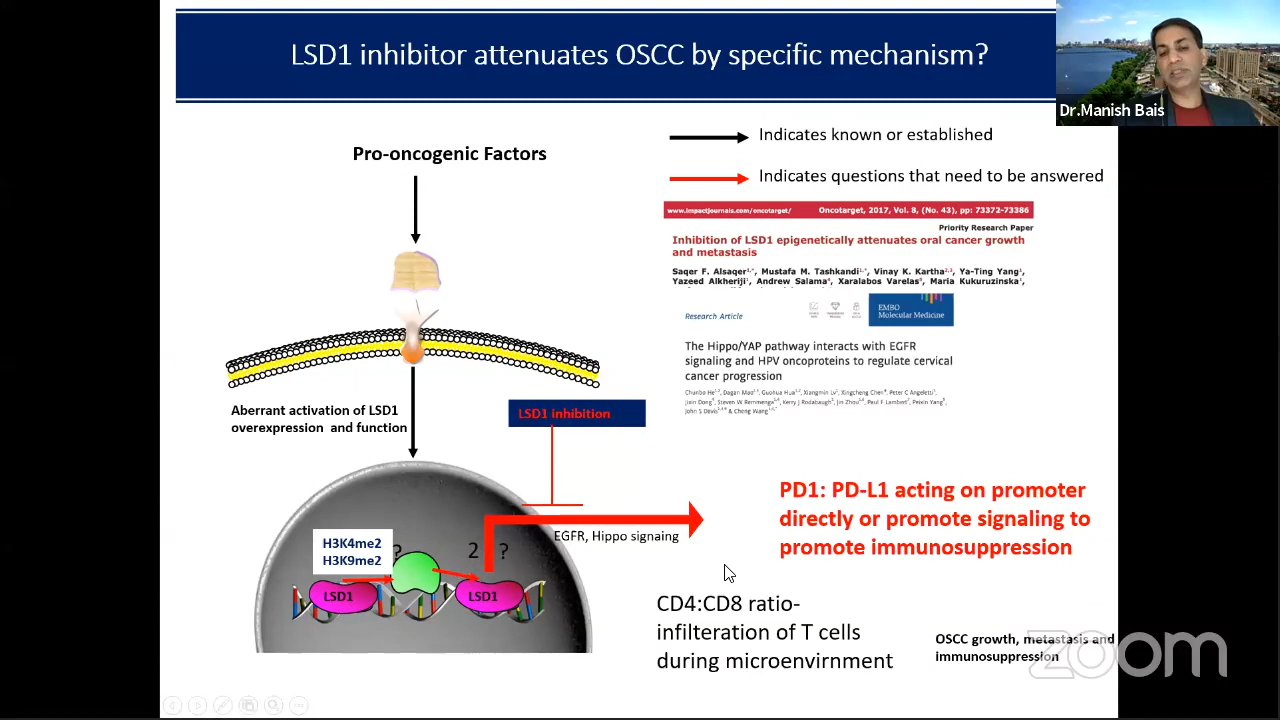 LSD1 inhibitor attenuates OSCC by specific mechanism?
Dr.Manish Bais
Pro-oncogenic Factors
Indicates known or established
Indicates questions that need to be answered
www.impactjournals.com/oncotarget/ Oncotarget, 2017, Vol. 8, (No. 43), pp: 73372-73386
Priority Research Paper
Inhibition of LSD1 epigenetically attenuates oral cancer growth
and metastasis
Saqer F. Alsaqer, Mustafa M. Tashkandi, Vinay K. Kartha, Ya-Ting Yang,
Yazeed Alkheriji, Andrew Salama, Xaralabos Varelas, Maria Kukuruzinska,
Research Article
EMBO
Molecular Medicine
The Hippo/YAP pathway interacts with EGFR
signaling and HPV oncoproteins to regulate cervical
cancer progression
Chunbo He, Dagan Mao, Guohua Hua, Xiangmin Lv, Xingcheng Chen, Peter C Angeletti,
Jixin Dong, Steven W Remmenga, Kerry J Rodabaugh, Jin Zhou, Paul F Lambert, Peixin Yang,
John S Davis & Cheng Wang
Aberrant activation of LSD1
overexpression and function
LSD1 inhibition
PD1: PD-L1 acting on promoter
directly or promote signaling to
promote immunosuppression
EGFR, Hippo signaing
H3K4me2
H3K9me2
? 2 ?
LSD1 LSD1
CD4:CD8 ratio-
infilteration of T cells
during microenvirnment
OSCC growth, metastasis and
immunosuppression
zoom